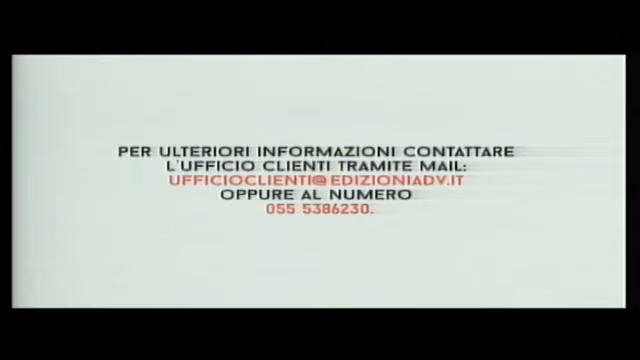 PER ULTERIORI INFORMAZIONI CONTATTARE
L'UFFICIO CLIENTI TRAMITE MAIL:
UFFICIOCLIENTI@EDIZIONIADV.IT
OPPURE AL NUMERO
055 5386230.